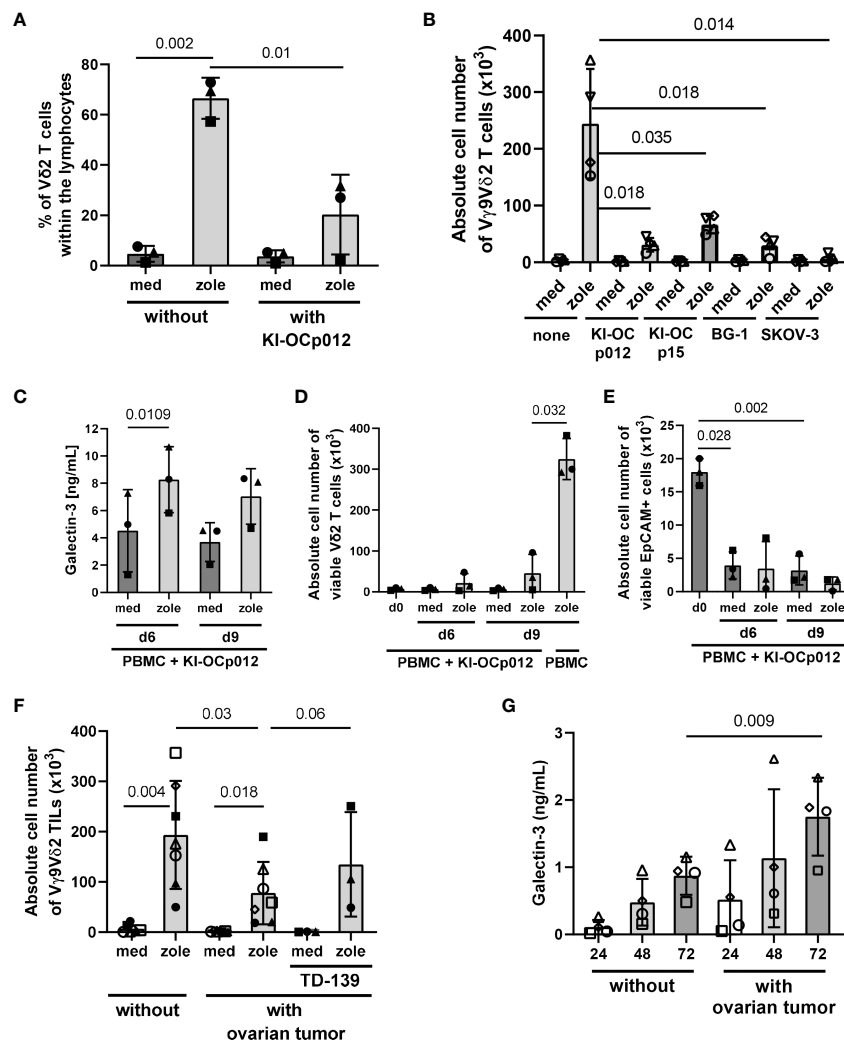 A
% of Vδ2 T cells
within the lymphocytes
80
60
40
20
0
0.002
0.01
med
zole
med
zole
without
with
KI-OCp012
B
Absolute cell number
of Vγ9Vδ2 T cells (x103)
400
300
200
100
0
0.014
0.018
0.035
0.018
med
zole
med
zole
med
zole
med
zole
med
zole
none
KI-OC
p012
KI-OC
p15
BG-1
SKOV-3
C
Galectin-3 [ng/mL]
12
10
8
6
4
2
0
0.0109
med
zole
med
zole
d6
d9
PBMC + KI-OCp012
D
Absolute cell number of
viable Vδ2 T cells (x103)
400
300
200
100
0
0.032
d0
med
zole
med
zole
zole
d6
d9
PBMC + KI-OCp012
PBMC
E
Absolute cell number of
viable EpCAM+ cells (x103)
25
20
15
10
5
0
0.002
0.028
d0
med
zole
med
zole
d6
d9
PBMC + KI-OCp012
F
Absolute cell number
of Vγ9Vδ2 TILs (x103)
400
300
200
100
0
0.03
0.06
0.004
0.018
med
zole
med
zole
med
zole
TD-139
without
with
ovarian tumor
G
Galectin-3 (ng/mL)
3
2
1
0
0.009
24
48
72
24
48
72
without
with
ovarian tumor